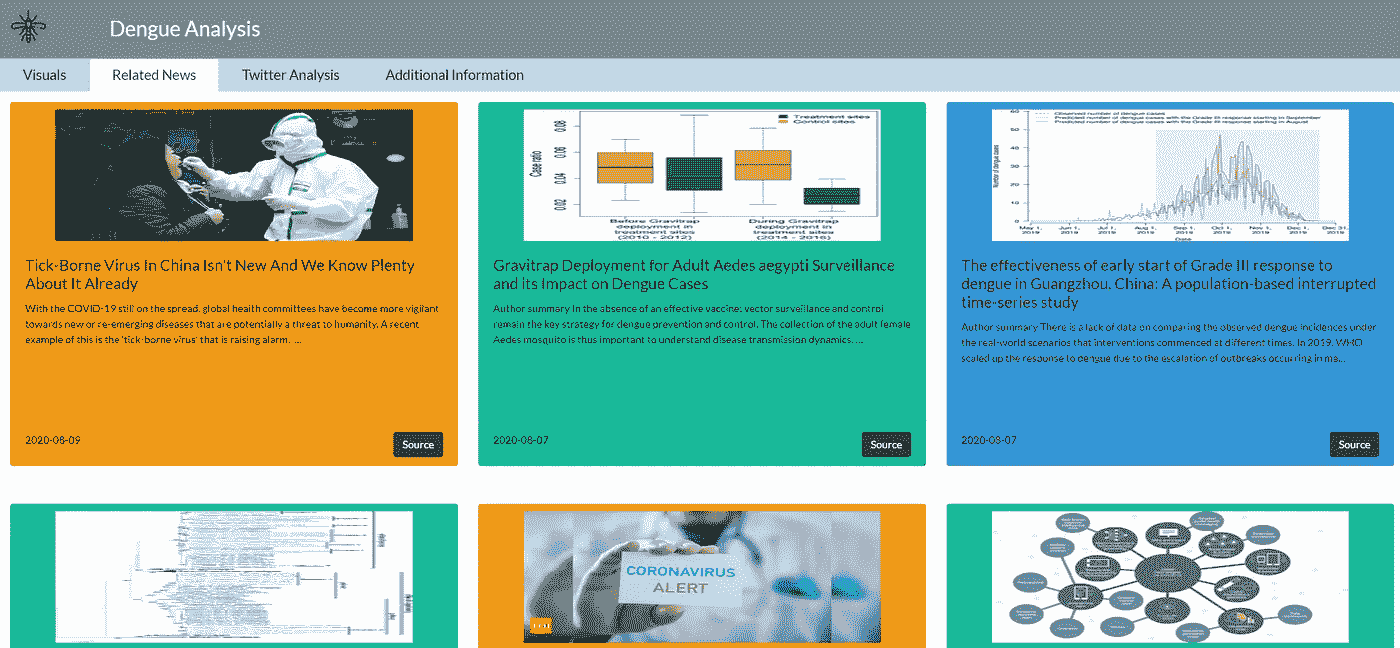 Dengue Analysis
Visuals
Related News
Twitter Analysis
Additional Information
Tick-Borne Virus In China Isn't New And We Know Plenty
About It Already
With the COVID-19 still on the spread, global health committees have become more vigilant
towards new or re-emerging diseases that are potentially a threat to humanity. A recent
example of this is the 'tick-borne virus' that is raising alarm. ...
2020-08-09
Source
0.08
0.06
0.04
0.02
Case ratio
Treatment sites
Control sites
Before Gravitrap
deployment in
treatment sites
(2010 - 2012)
During Gravitrap
deployment in
treatment sites
(2014 - 2016)
Gravitrap Deployment for Adult Aedes aegypti Surveillance
and its Impact on Dengue Cases
Author summary In the absence of an effective vaccine, vector surveillance and control
remain the key strategy for dengue prevention and control. The collection of the adult female
Aedes mosquito is thus important to understand disease transmission dynamics. ...
2020-08-07
Source
Observed number of dengue cases
Predicted number of dengue cases with the Grade III response starting in September
Predicted number of dengue cases with the Grade III response starting in August
Number of dengue cases
60
50
40
30
20
10
0
May 1, 2019
Jun 1, 2019
Jul 1, 2019
Aug 1, 2019
Sep 1, 2019
Oct 1, 2019
Nov 1, 2019
Dec 1, 2019
Dec 31, 2019
Date
The effectiveness of early start of Grade III response to
dengue in Guangzhou, China: A population-based interrupted
time-series study
Author summary There is a lack of data on comparing the observed dengue incidences under
the real-world scenarios that interventions commenced at different times. In 2019, WHO
scaled up the response to dengue due to the escalation of outbreaks occurring in ma...
2020-08-07
Source
CORONAVIRUS
ALERT